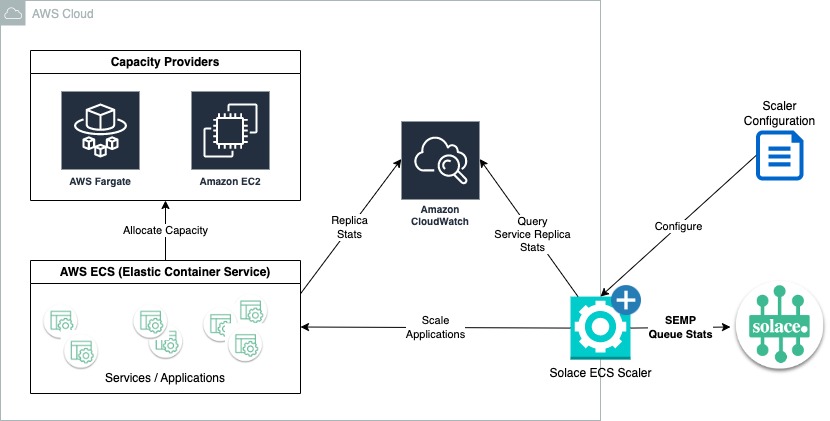 AWS Cloud
Capacity Providers
AWS Fargate
Amazon EC2
Allocate Capacity
AWS ECS (Elastic Container Service)
Services / Applications
Replica
Stats
Amazon
CloudWatch
Query
Service Replica
Stats
Scaler
Configuration
Configure
Scale
Applications
Solace ECS Scaler
SEMP
Queue Stats
solace.